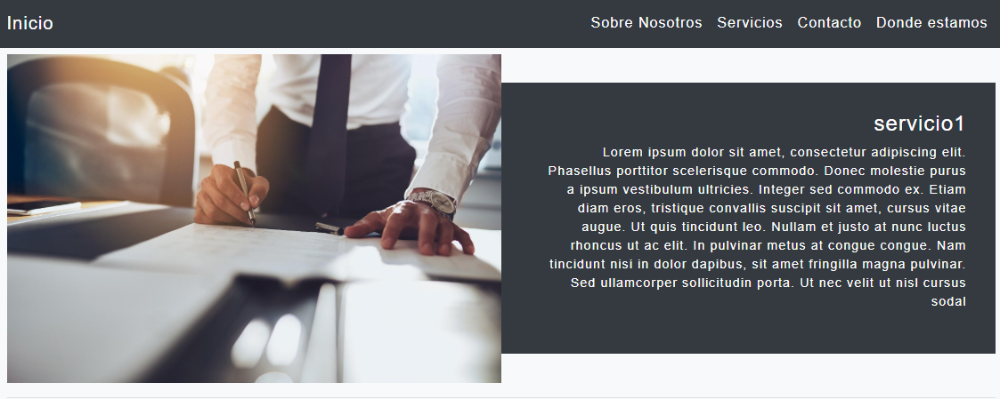 Inicio
Sobre Nosotros Servicios Contacto Donde estamos
servicio1
Lorem ipsum dolor sit amet, consectetur adipiscing elit.
Phasellus porttitor scelerisque commodo. Donec molestie purus
a ipsum vestibulum ultricies. Integer sed commodo ex. Etiam
diam eros, tristique convallis suscipit sit amet, cursus vitae
augue. Ut quis tincidunt leo. Nullam et justo at nunc luctus
rhoncus ut ac elit. In pulvinar metus at congue congue. Nam
tincidunt nisi in dolor dapibus, sit amet fringilla magna pulvinar.
Sed ullamcorper sollicitudin porta. Ut nec velit ut nisl cursus
sodal